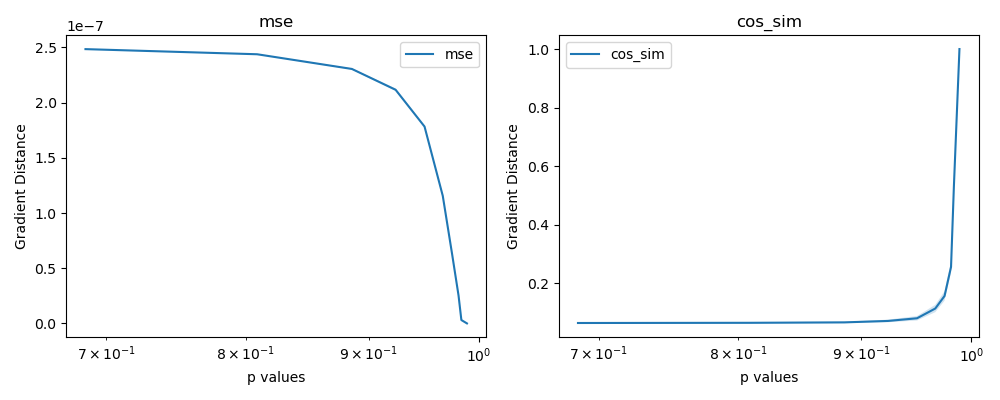 mse
1e−7
mse
Gradient Distance
2.5
2.0
1.5
1.0
0.5
0.0
7 × 10⁻¹
8 × 10⁻¹
9 × 10⁻¹
10⁰
p values
cos_sim
cos_sim
Gradient Distance
1.0
0.8
0.6
0.4
0.2
7 × 10⁻¹
8 × 10⁻¹
9 × 10⁻¹
10⁰
p values